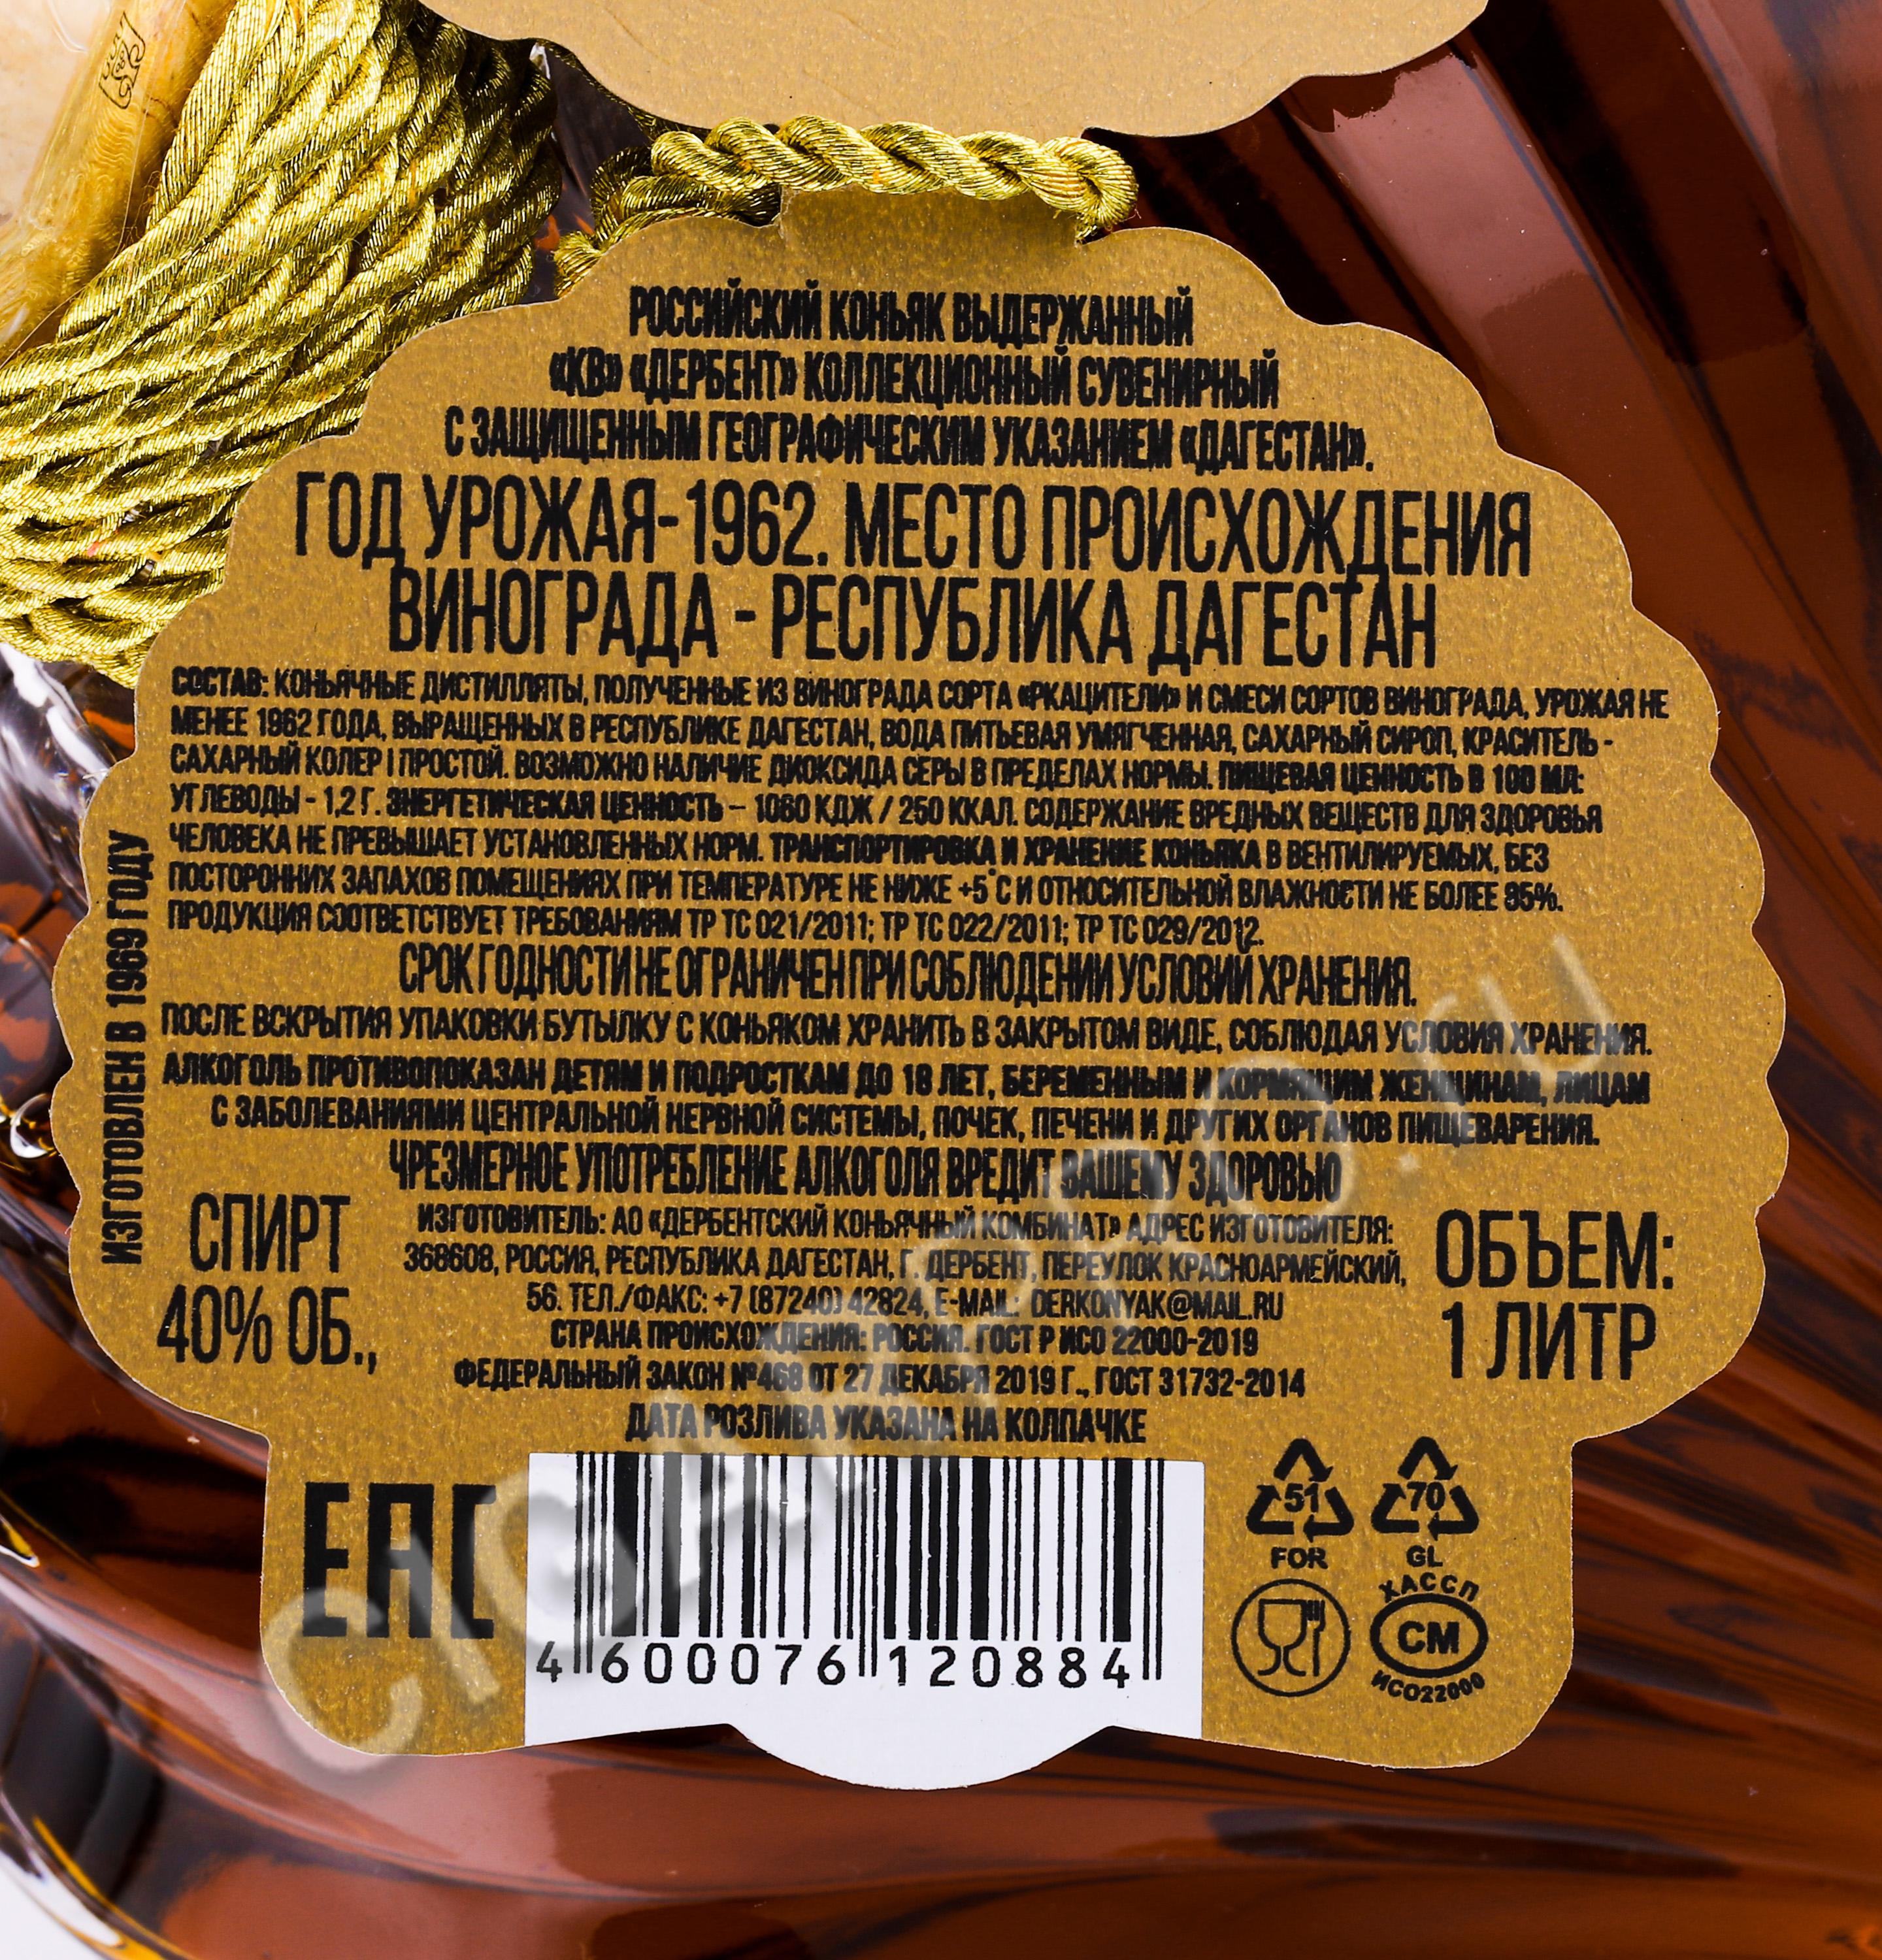 РОССИЙСКИЙ КОНЬЯК ВЫДЕРЖАННЫЙ
«КВ» «ДЕРБЕНТ» КОЛЛЕКЦИОННЫЙ СУВЕНИРНЫЙ
С ЗАЩИЩЕННЫМ ГЕОГРАФИЧЕСКИМ УКАЗАНИЕМ «ДАГЕСТАН».
ГОД УРОЖАЯ-1962. МЕСТО ПРОИСХОЖДЕНИЯ
ВИНОГРАДА - РЕСПУБЛИКА ДАГЕСТАН
СОСТАВ: КОНЬЯЧНЫЕ ДИСТИЛЛЯТЫ, ПОЛУЧЕННЫЕ ИЗ ВИНОГРАДА СОРТА «РКАЦИТЕЛИ» И СМЕСИ СОРТОВ ВИНОГРАДА, УРОЖАЯ НЕ
МЕНЕЕ 1962 ГОДА, ВЫРАЩЕННЫХ В РЕСПУБЛИКЕ ДАГЕСТАН, ВОДА ПИТЬЕВАЯ УМЯГЧЕННАЯ, САХАРНЫЙ СИРОП, КРАСИТЕЛЬ -
САХАРНЫЙ КОЛЕР I ПРОСТОЙ. ВОЗМОЖНО НАЛИЧИЕ ДИОКСИДА СЕРЫ В ПРЕДЕЛАХ НОРМЫ. ПИЩЕВАЯ ЦЕННОСТЬ В 100 МЛ:
УГЛЕВОДЫ - 1,2 Г. ЭНЕРГЕТИЧЕСКАЯ ЦЕННОСТЬ – 1060 КДЖ / 250 ККАЛ. СОДЕРЖАНИЕ ВРЕДНЫХ ВЕЩЕСТВ ДЛЯ ЗДОРОВЬЯ
ЧЕЛОВЕКА НЕ ПРЕВЫШАЕТ УСТАНОВЛЕННЫХ НОРМ. ТРАНСПОРТИРОВКА И ХРАНЕНИЕ КОНЬЯКА В ВЕНТИЛИРУЕМЫХ, БЕЗ
ПОСТОРОННИХ ЗАПАХОВ ПОМЕЩЕНИЯХ ПРИ ТЕМПЕРАТУРЕ НЕ НИЖЕ +5°С И ОТНОСИТЕЛЬНОЙ ВЛАЖНОСТИ НЕ БОЛЕЕ 85%.
ПРОДУКЦИЯ СООТВЕТСТВУЕТ ТРЕБОВАНИЯМ ТР ТС 021/2011; ТР ТС 022/2011; ТР ТС 029/2012.
СРОК ГОДНОСТИ НЕ ОГРАНИЧЕН ПРИ СОБЛЮДЕНИИ УСЛОВИЙ ХРАНЕНИЯ.
ПОСЛЕ ВСКРЫТИЯ УПАКОВКИ БУТЫЛКУ С КОНЬЯКОМ ХРАНИТЬ В ЗАКРЫТОМ ВИДЕ, СОБЛЮДАЯ УСЛОВИЯ ХРАНЕНИЯ.
АЛКОГОЛЬ ПРОТИВОПОКАЗАН ДЕТЯМ И ПОДРОСТКАМ ДО 18 ЛЕТ, БЕРЕМЕННЫМ И КОРМЯЩИМ ЖЕНЩИНАМ, ЛИЦАМ
С ЗАБОЛЕВАНИЯМИ ЦЕНТРАЛЬНОЙ НЕРВНОЙ СИСТЕМЫ, ПОЧЕК, ПЕЧЕНИ И ДРУГИХ ОРГАНОВ ПИЩЕВАРЕНИЯ.
ЧРЕЗМЕРНОЕ УПОТРЕБЛЕНИЕ АЛКОГОЛЯ ВРЕДИТ ВАШЕМУ ЗДОРОВЬЮ
ИЗГОТОВЛЕН В 1969 ГОДУ
СПИРТ
40% ОБ.,
ИЗГОТОВИТЕЛЬ: АО «ДЕРБЕНТСКИЙ КОНЬЯЧНЫЙ КОМБИНАТ» АДРЕС ИЗГОТОВИТЕЛЯ:
368608, РОССИЯ, РЕСПУБЛИКА ДАГЕСТАН, Г. ДЕРБЕНТ, ПЕРЕУЛОК КРАСНОАРМЕЙСКИЙ,
56. ТЕЛ./ФАКС: +7 (87240) 42824, E-MAIL: DERKONYAK@MAIL.RU
СТРАНА ПРОИСХОЖДЕНИЯ: РОССИЯ. ГОСТ Р ИСО 22000-2019
ФЕДЕРАЛЬНЫЙ ЗАКОН №468 ОТ 27 ДЕКАБРЯ 2019 Г., ГОСТ 31732-2014
ДАТА РОЗЛИВА УКАЗАНА НА КОЛПАЧКЕ
ОБЪЕМ:
1 ЛИТР
EAC
4 600076 120884
51
FOR
70
GL
ХАССП
СМ
ИСО22000
CIGARPRO.ru